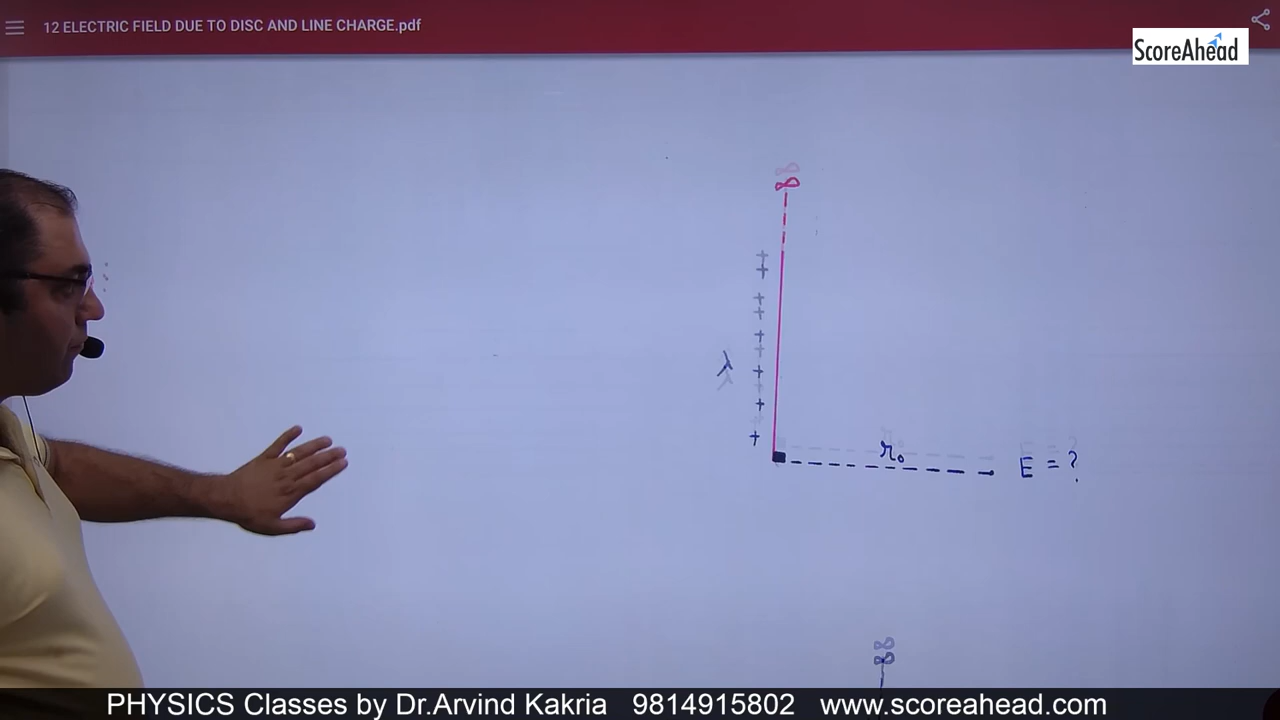 12 ELECTRIC FIELD DUE TO DISC AND LINE CHARGE.pdf
ScoreAhead
∞
+
+
+
+
λ
+
+
r₀
E = ?
∞
PHYSICS Classes by Dr.Arvind Kakria 9814915802 www.scoreahead.com